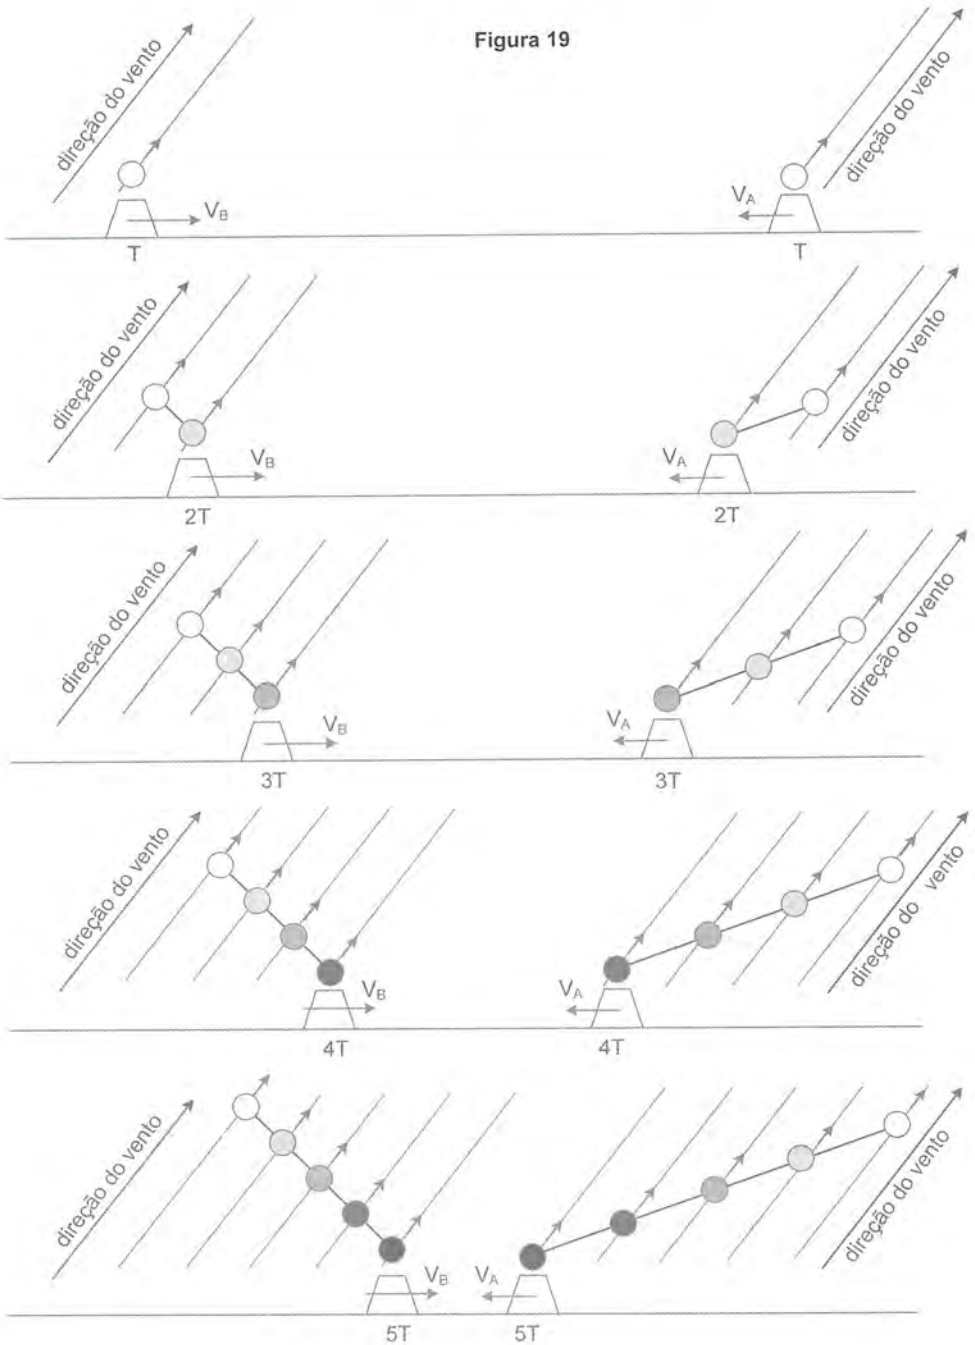 Figura 19
direção do vento
direção do vento
V_B
V_A
T
T
direção do vento
direção do vento
V_B
V_A
2T
2T
direção do vento
direção do vento
V_B
V_A
3T
3T
direção do vento
direção do vento
V_B
V_A
4T
4T
direção do vento
direção do vento
V_B
V_A
5T
5T